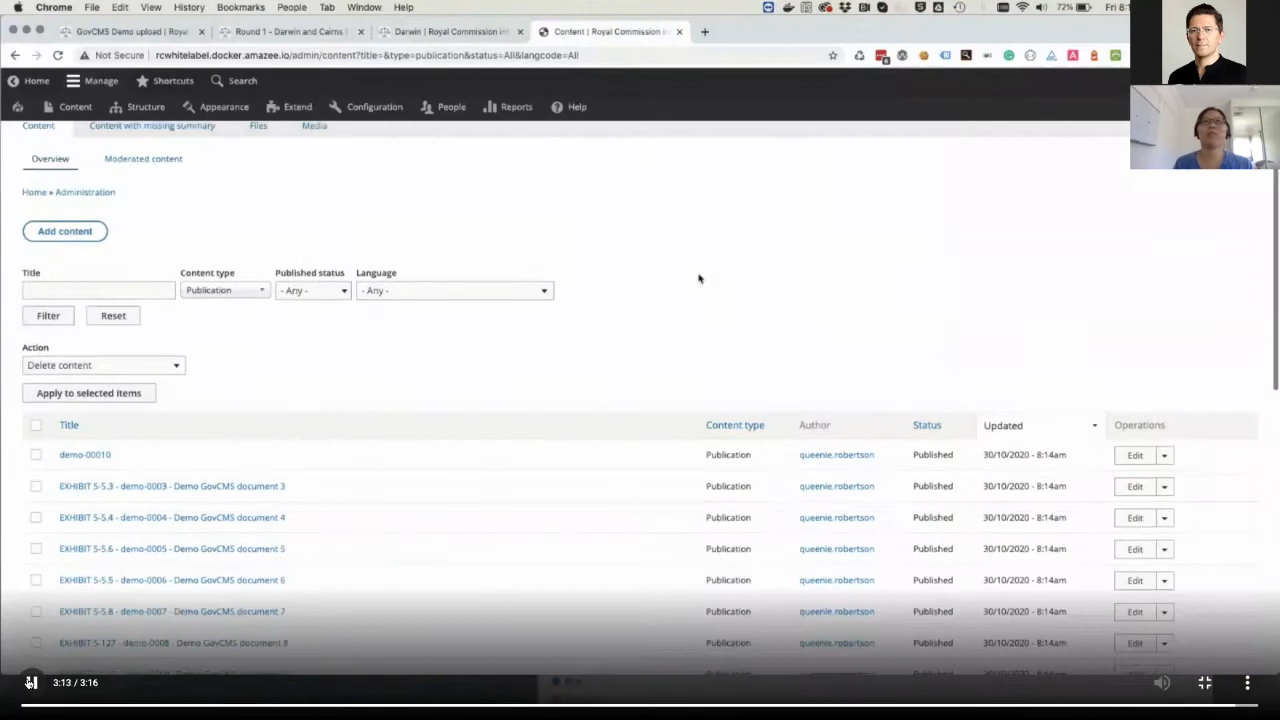 Chrome File Edit View History Bookmarks People Tab Window Help 72% Fri 8:1
GovCMS Demo upload | Royal Round 1 - Darwin and Cairns | Darwin | Royal Commission in Content | Royal Commission in
Not Secure rcwhitelabel.docker.amazee.io/admin/content?title=&type=publication&status=All&langcode=All
Home Manage Shortcuts Search
Content Structure Appearance Extend Configuration People Reports Help
Content Content with missing summary Files Media
Overview Moderated content
Home » Administration
Add content
Title Content type Published status Language
Publication - Any - - Any -
Filter Reset
Action
Delete content
Apply to selected items
Title Content type Author Status Updated Operations
demo-00010 Publication queenie.robertson Published 30/10/2020 - 8:14am Edit
EXHIBIT 5-5.3 - demo-0003 - Demo GovCMS document 3 Publication queenie.robertson Published 30/10/2020 - 8:14am Edit
EXHIBIT 5-5.4 - demo-0004 - Demo GovCMS document 4 Publication queenie.robertson Published 30/10/2020 - 8:14am Edit
EXHIBIT 5-5.6 - demo-0005 - Demo GovCMS document 5 Publication queenie.robertson Published 30/10/2020 - 8:14am Edit
EXHIBIT 5-5.5 - demo-0006 - Demo GovCMS document 6 Publication queenie.robertson Published 30/10/2020 - 8:14am Edit
EXHIBIT 5-5.8 - demo-0007 - Demo GovCMS document 7 Publication queenie.robertson Published 30/10/2020 - 8:14am Edit
EXHIBIT 5-127 - demo-0008 - Demo GovCMS document 8 Publication queenie.robertson Published 30/10/2020 - 8:14am Edit
3:13 / 3:16